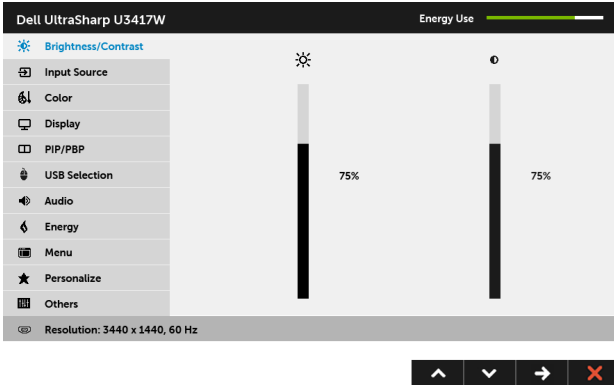 Dell UltraSharp U3417W
Energy Use
Brightness/Contrast
Input Source
Color
Display
PIP/PBP
USB Selection
Audio
Energy
Menu
Personalize
Others
75%
75%
Resolution: 3440 x 1440, 60 Hz